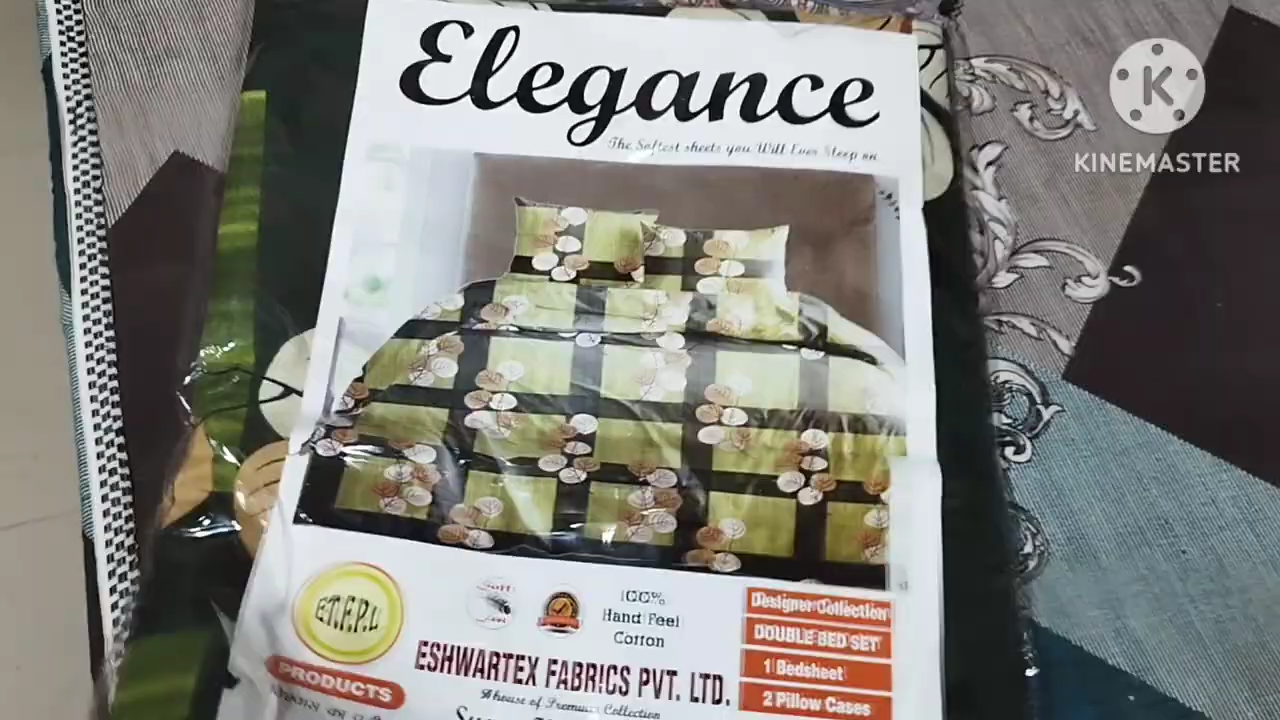 Elegance
The Softest sheets you Will Ever Sleep on
KINEMASTER
E.T.F.P.L
SOFT
100%
Hand Feel
Cotton
Designer Collection
DOUBLE BED SET
1 Bedsheet
2 Pillow Cases
ESHWARTEX FABRICS PVT. LTD.
A house of Premium Collection
PRODUCTS